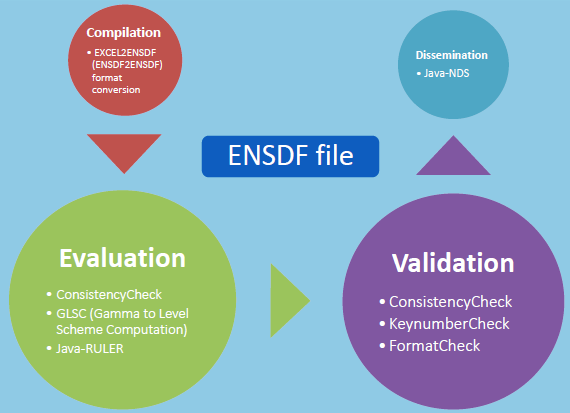 Compilation
• EXCEL2ENSDF
(ENSDF2ENSDF)
format
conversion
Dissemination
• Java-NDS
ENSDF file
Evaluation
• ConsistencyCheck
• GLSC (Gamma to Level
Scheme Computation)
• Java-RULER
Validation
• ConsistencyCheck
• KeynumberCheck
• FormatCheck